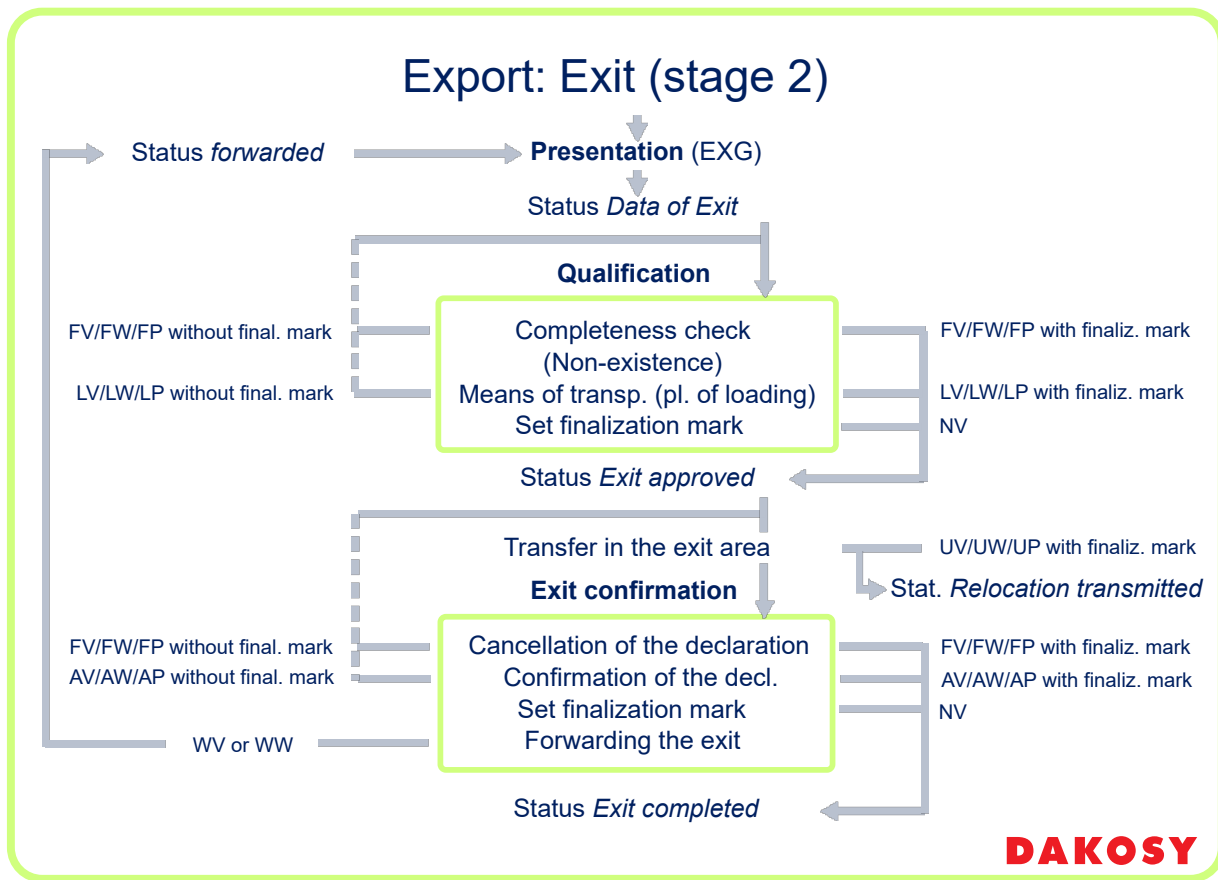 Export: Exit (stage 2)
Status forwarded
Presentation (EXG)
Status Data of Exit
Qualification
FV/FW/FP without final. mark
Completeness check
FV/FW/FP with finaliz. mark
(Non-existence)
LV/LW/LP without final. mark
Means of transp. (pl. of loading)
LV/LW/LP with finaliz. mark
Set finalization mark
NV
Status Exit approved
Transfer in the exit area
UV/UW/UP with finaliz. mark
Exit confirmation
Stat. Relocation transmitted
FV/FW/FP without final. mark
Cancellation of the declaration
FV/FW/FP with finaliz. mark
AV/AW/AP without final. mark
Confirmation of the decl.
AV/AW/AP with finaliz. mark
Set finalization mark
NV
WV or WW
Forwarding the exit
Status Exit completed
DAKOSY